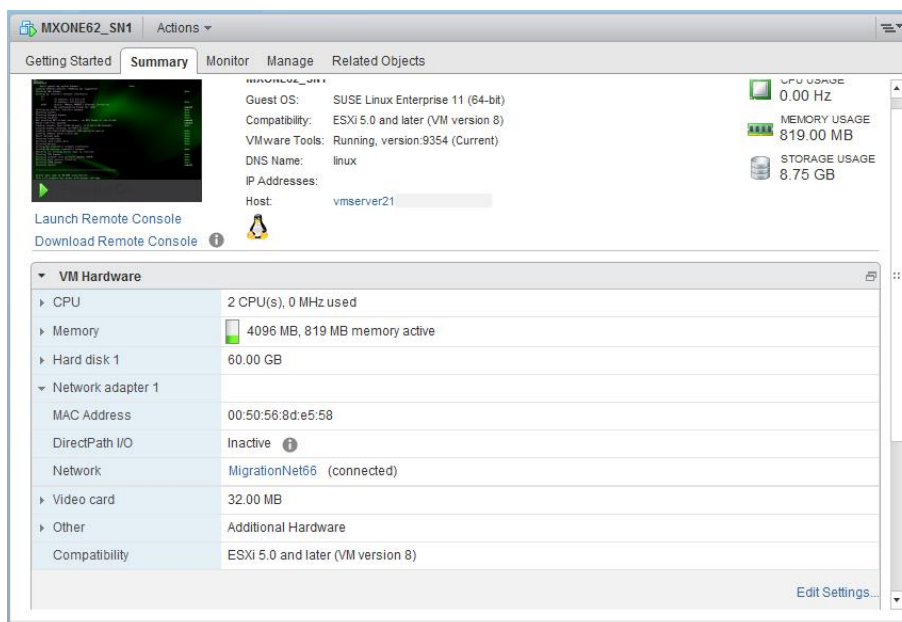 MXONE62_SN1 Actions
Getting Started Summary Monitor Manage Related Objects
MXONE62_SN1
Guest OS: SUSE Linux Enterprise 11 (64-bit)
Compatibility: ESXi 5.0 and later (VM version 8)
VMware Tools: Running, version:9354 (Current)
DNS Name: linux
IP Addresses:
Host: vmserver21
CPU USAGE
0.00 Hz
MEMORY USAGE
819.00 MB
STORAGE USAGE
8.75 GB
Launch Remote Console
Download Remote Console
VM Hardware
CPU 2 CPU(s), 0 MHz used
Memory 4096 MB, 819 MB memory active
Hard disk 1 60.00 GB
Network adapter 1
MAC Address 00:50:56:8d:e5:58
DirectPath I/O Inactive
Network MigrationNet66 (connected)
Video card 32.00 MB
Other Additional Hardware
Compatibility ESXi 5.0 and later (VM version 8)
Edit Settings...